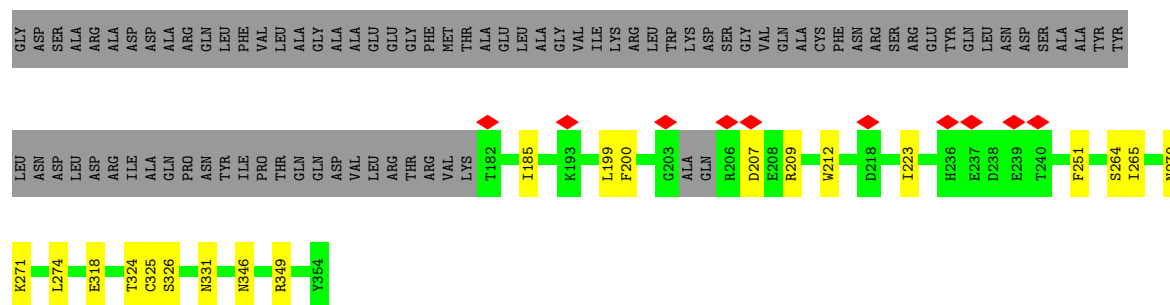 GLY ASP SER ALA ARG ALA ASP ASP ALA ARG GLN LEU PHE VAL LEU ALA GLY ALA ALA GLU GLU GLY PHE MET THR ALA GLU LEU ALA GLY VAL ILE LYS ARG LEU TRP LYS ASP SER GLY VAL GLN ALA CYS PHE ASN ARG SER ARG GLU TYR GLN LEU ASN ASP SER ALA ALA TYR TYR
LEU ASN ASP LEU ASP ARG ILE ALA GLN PRO ASN TYR ILE PRO THR GLN GLN ASP VAL LEU ARG THR ARG VAL LYS T182 I185 K193 L199 F200 G203 ALA GLN R206 D207 E208 R209 W212 D218 I223 H236 E237 D238 E239 T240 F251 S264 I265
K271 L274 E318 T324 C325 S326 N331 N346 R349 Y354